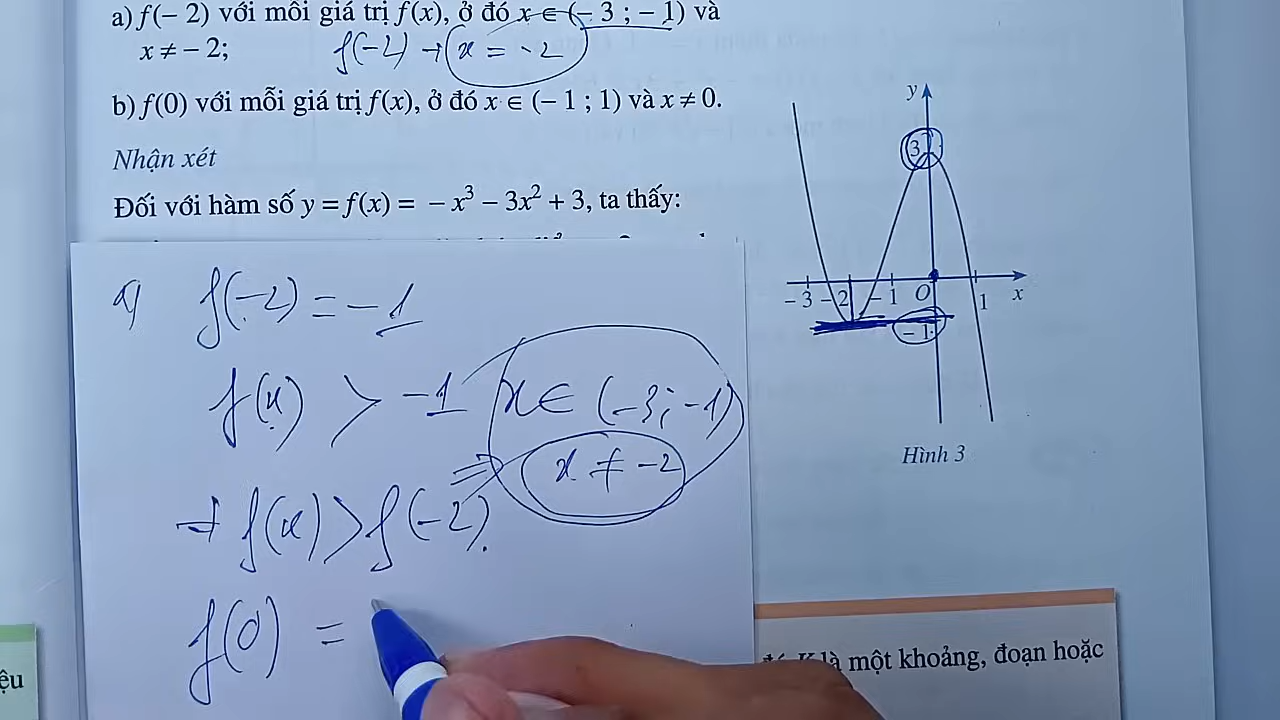 a) f(− 2) với mỗi giá trị f(x), ở đó x ∈ (− 3 ; − 1) và
x ≠ − 2;
f(−2) → x = −2
b) f(0) với mỗi giá trị f(x), ở đó x ∈ (− 1 ; 1) và x ≠ 0.
Nhận xét
Đối với hàm số y = f(x) = − x³ − 3x² + 3, ta thấy:
a) f(−2) = −1
f(x) > −1 x ∈ (−3; −1)
⇒ x ≠ −2
→ f(x) > f(−2).
f(0) =
y
3
− 3 − 2 − 1 O 1 x
− 1
Hình 3
K là một khoảng, đoạn hoặc
ệu